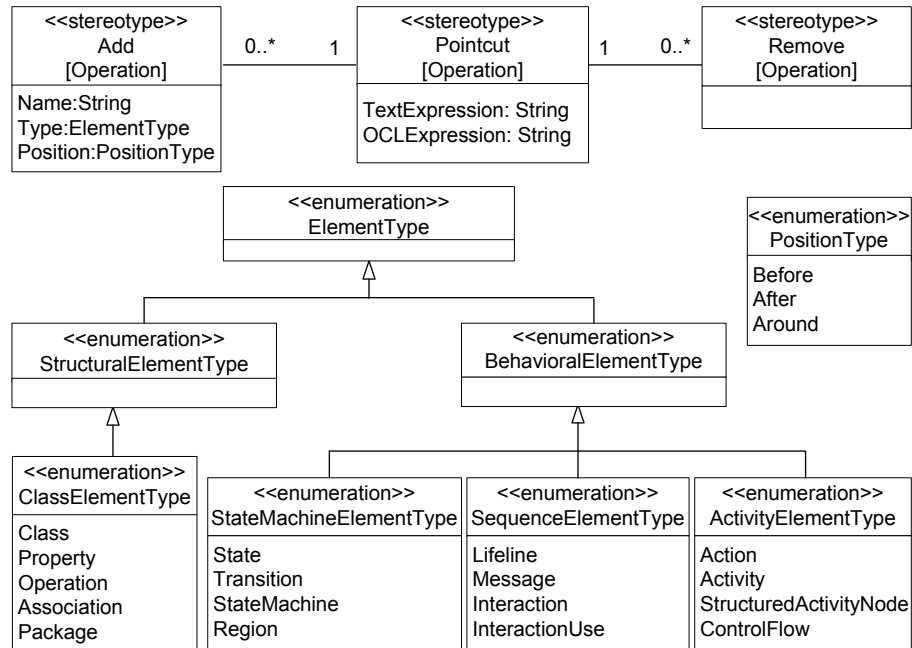 <<stereotype>>
Add
[Operation]
Name:String
Type:ElementType
Position:PositionType
0..*
1
<<stereotype>>
Pointcut
[Operation]
TextExpression: String
OCLExpression: String
1
0..*
<<stereotype>>
Remove
[Operation]
<<enumeration>>
ElementType
<<enumeration>>
PositionType
Before
After
Around
<<enumeration>>
StructuralElementType
<<enumeration>>
BehavioralElementType
<<enumeration>>
ClassElementType
Class
Property
Operation
Association
Package
<<enumeration>>
StateMachineElementType
State
Transition
StateMachine
Region
<<enumeration>>
SequenceElementType
Lifeline
Message
Interaction
InteractionUse
<<enumeration>>
ActivityElementType
Action
Activity
StructuredActivityNode
ControlFlow